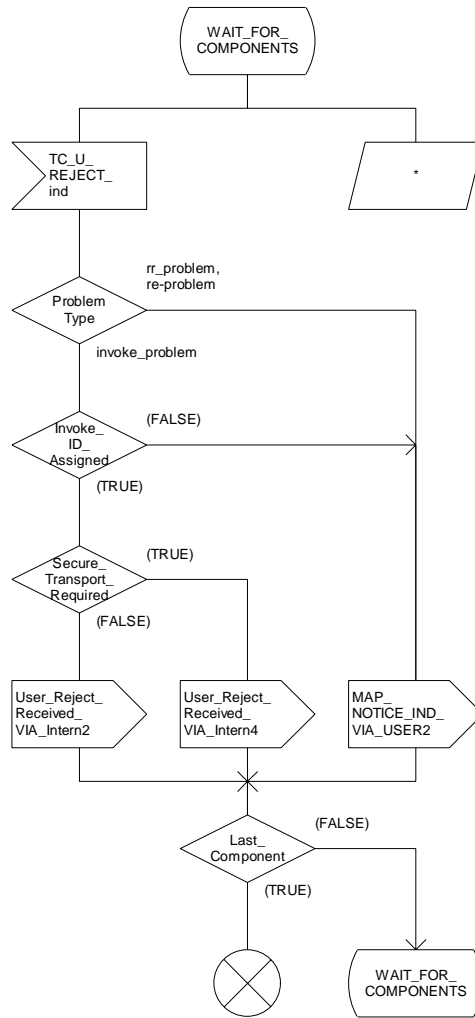 WAIT_FOR_
COMPONENTS
TC_U_
REJECT_
ind
*
rr_problem,
re-problem
Problem
Type
invoke_problem
(FALSE)
Invoke_
ID_
Assigned
(TRUE)
(TRUE)
Secure_
Transport_
Required
(FALSE)
User_Reject_
Received_
VIA_Intern2
User_Reject_
Received_
VIA_Intern4
MAP_
NOTICE_IND_
VIA_USER2
(FALSE)
Last_
Component
(TRUE)
WAIT_FOR_
COMPONENTS